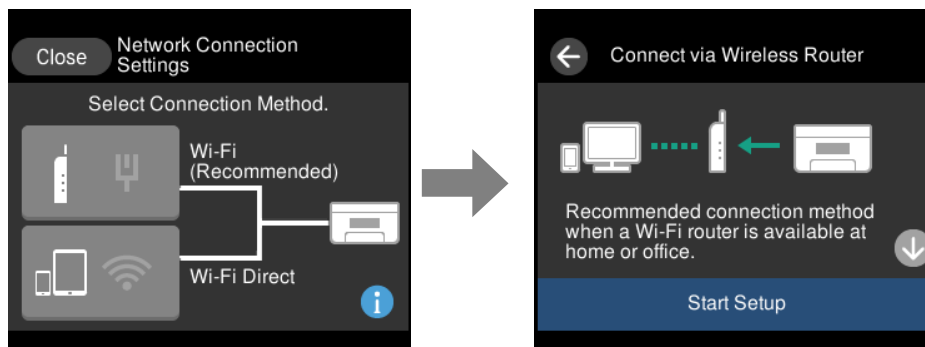 Close
Network Connection
Settings
Select Connection Method.
Wi-Fi
(Recommended)
Wi-Fi Direct
i
Connect via Wireless Router
Recommended connection method
when a Wi-Fi router is available at
home or office.
Start Setup